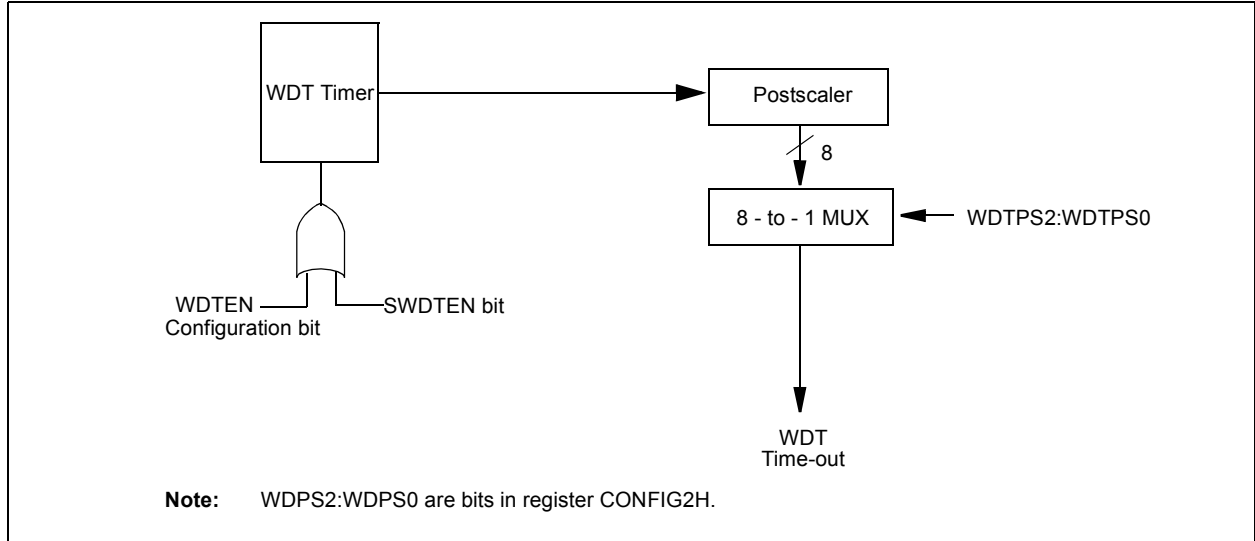 WDT Timer
Postscaler
8
8 - to - 1 MUX
WDTPS2:WDTPS0
WDTEN
Configuration bit
SWDTEN bit
WDT
Time-out
Note: WDPS2:WDPS0 are bits in register CONFIG2H.